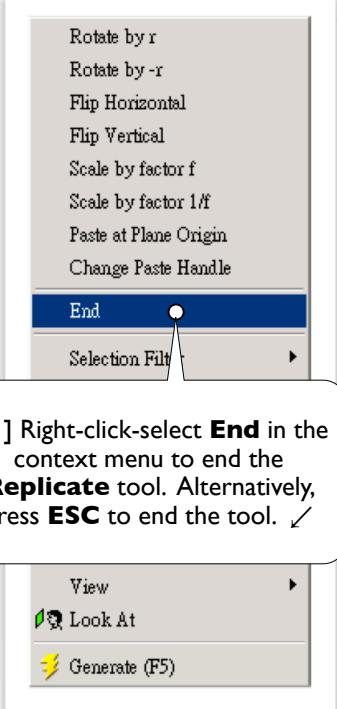 Rotate by r
Rotate by -r
Flip Horizontal
Flip Vertical
Scale by factor f
Scale by factor 1/f
Paste at Plane Origin
Change Paste Handle
End
Selection Filter
] Right-click-select End in the
context menu to end the
Replicate tool. Alternatively,
press ESC to end the tool. ↙
View
Look At
Generate (F5)